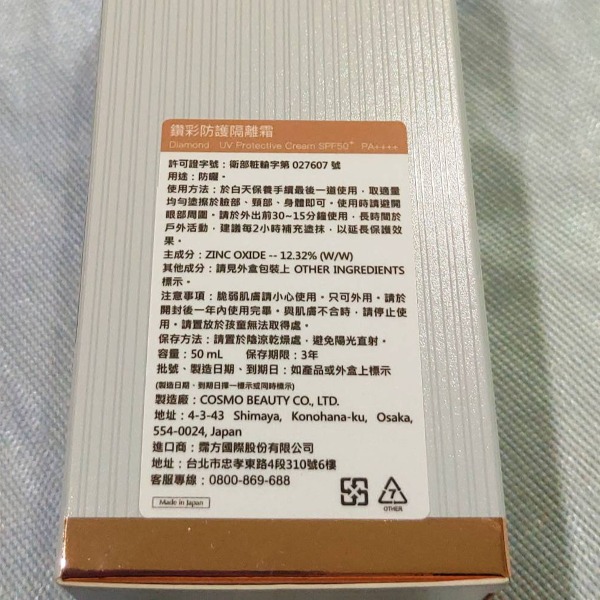 鑽彩防護隔離霜
Diamond UV Protective Cream SPF50+ PA++++
許可證字號：衛部粧輸字第 027607 號
用途：防曬。
使用方法：於白天保養手續最後一道使用，取適量
均勻塗擦於臉部、頸部、身體即可。使用時請避開
眼部周圍。請於外出前30~15分鐘使用，長時間於
戶外活動，建議每2小時補充塗抹，以延長保護效
果。
主成分：ZINC OXIDE -- 12.32% (W/W)
其他成分：請見外盒包裝上 OTHER INGREDIENTS
標示。
注意事項：脆弱肌膚請小心使用。只可外用。請於
開封後一年內使用完畢。與肌膚不合時，請停止使
用。請置放於孩童無法取得處。
保存方法：請置於陰涼乾燥處，避免陽光直射。
容量：50 mL 保存期限：3年
批號、製造日期、到期日：如產品或外盒上標示
(製造日期、到期日擇一標示或同時標示)
製造廠：COSMO BEAUTY CO., LTD.
地址：4-3-43 Shimaya, Konohana-ku, Osaka,
554-0024, Japan
進口商：霈方國際股份有限公司
地址：台北市忠孝東路4段310號6樓
客服專線：0800-869-688
Made in Japan
7
OTHER